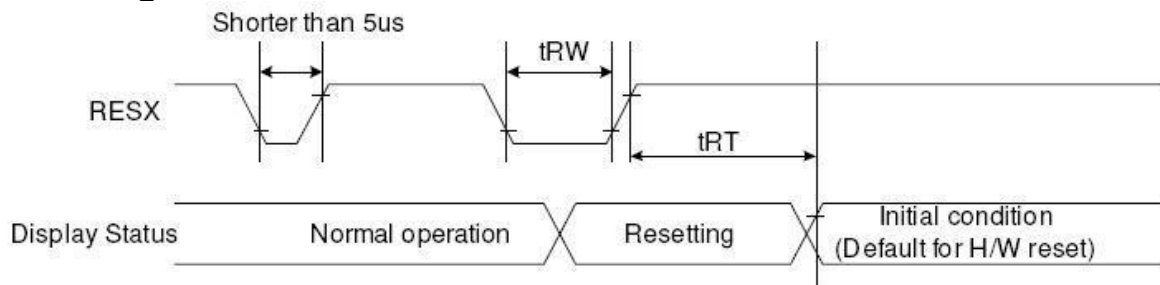 Shorter than 5us
tRW
RESX
tRT
Display Status
Normal operation
Resetting
Initial condition
(Default for H/W reset)